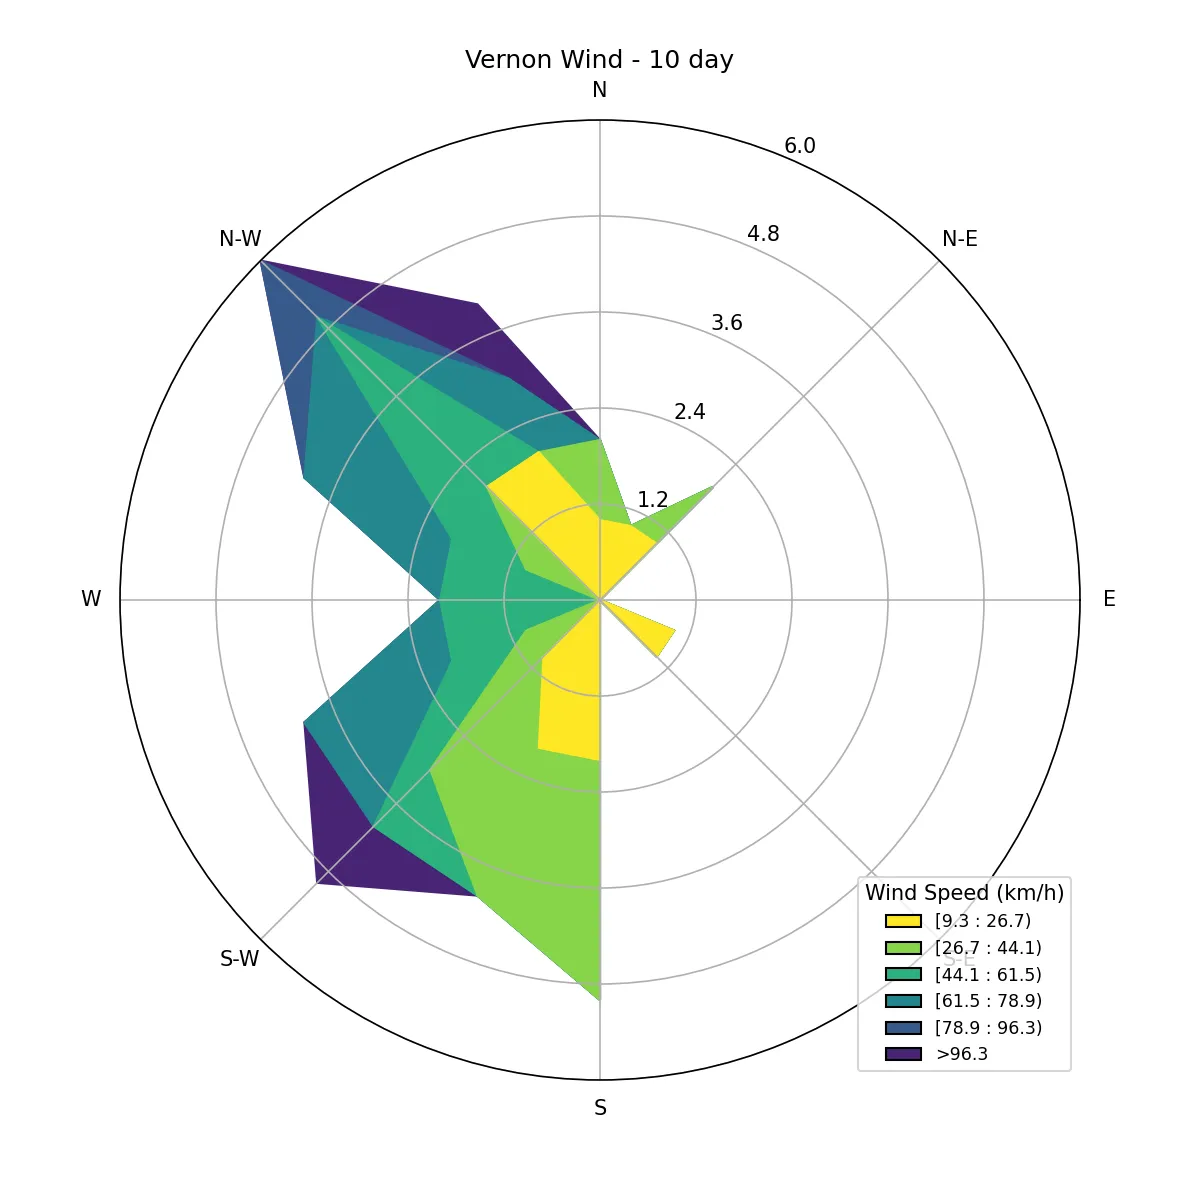 Vernon Wind - 10 day
N
6.0
N-W
N-E
4.8
3.6
2.4
1.2
W
E
S-W
S-E
S
Wind Speed (km/h)
[9.3 : 26.7)
[26.7 : 44.1)
[44.1 : 61.5)
[61.5 : 78.9)
[78.9 : 96.3)
>96.3